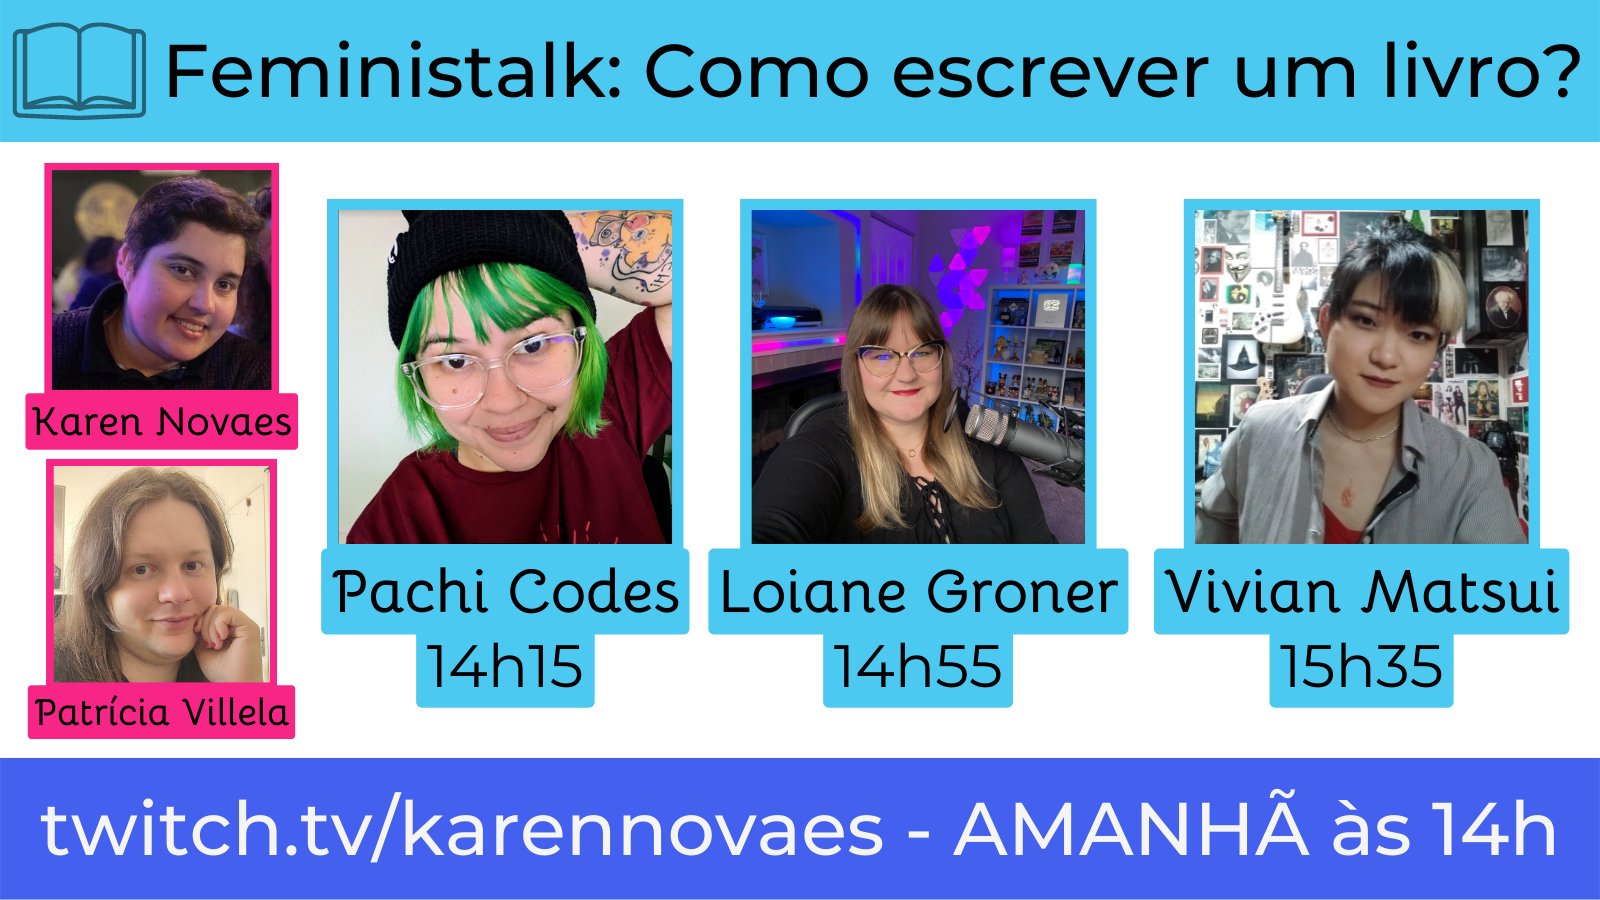 Feministalk: Como escrever um livro?
Karen Novaes
Patrícia Villela
Pachi Codes
14h15
Loiane Groner
14h55
Vivian Matsui
15h35
twitch.tv/karennovaes - AMANHÃ às 14h